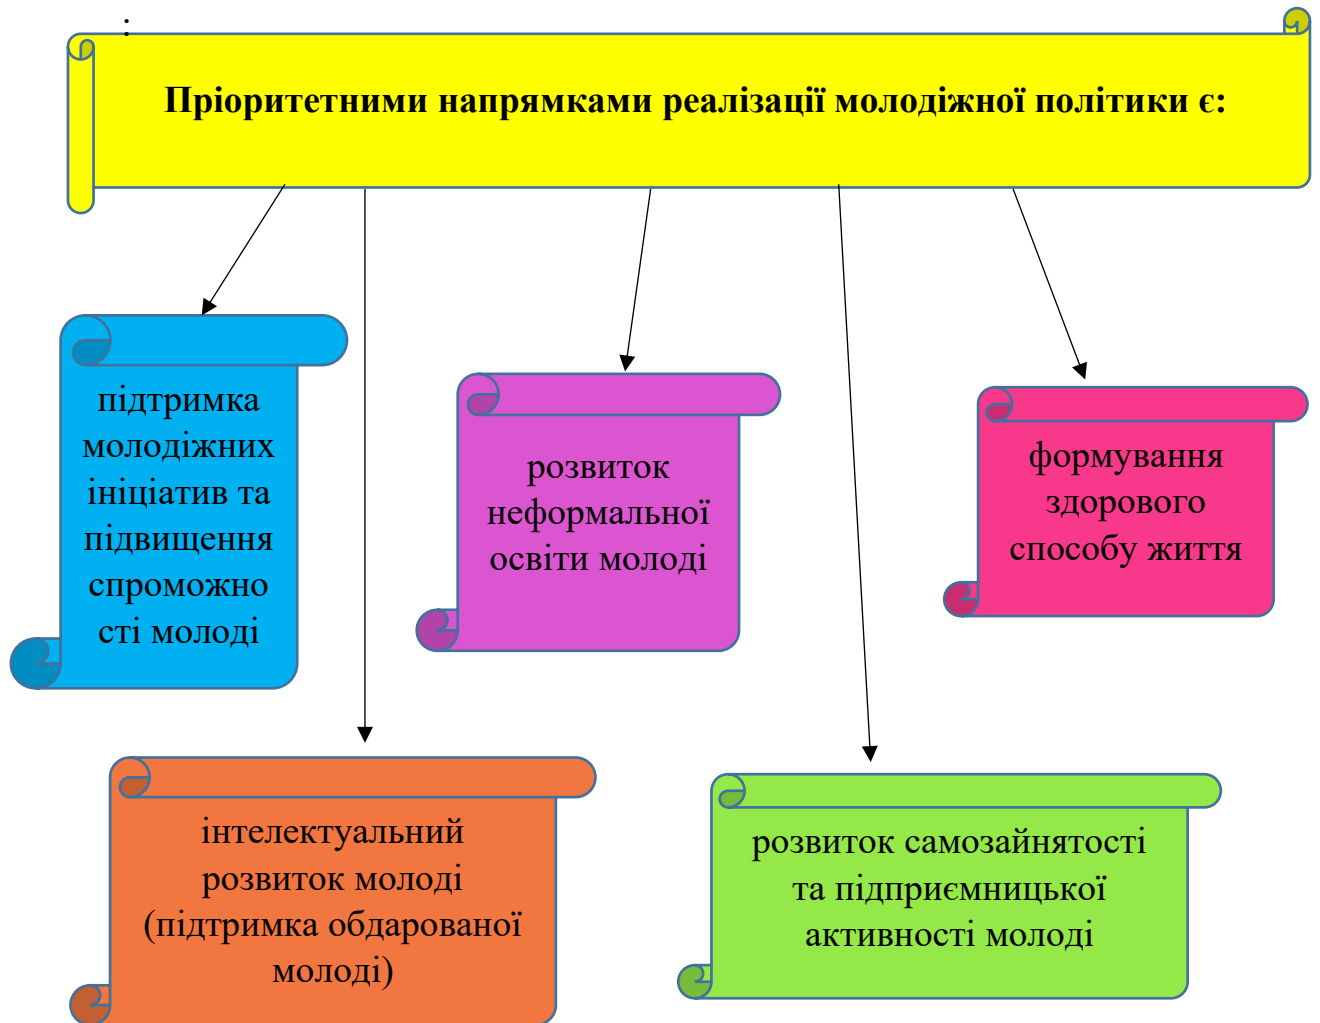 :
Пріоритетними напрямками реалізації молодіжної політики є:
підтримка
молодіжних
ініціатив та
підвищення
спроможно
сті молоді
розвиток
неформальної
освіти молоді
формування
здорового
способу життя
інтелектуальний
розвиток молоді
(підтримка обдарованої
молоді)
розвиток самозайнятості
та підприємницької
активності молоді